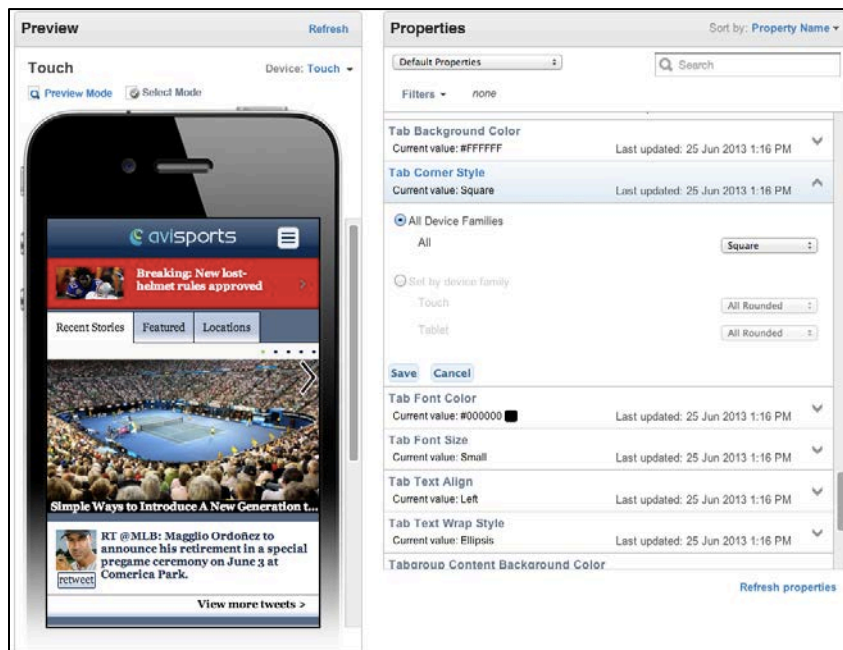 Preview
Refresh
Touch
Device: Touch
Preview Mode
Select Mode
avisports
Breaking: New lost-
helmet rules approved
Recent Stories
Featured
Locations
Simple Ways to Introduce A New Generation t...
RT @MLB: Magglio Ordoñez to
announce his retirement in a special
pregame ceremony on June 3 at
Comerica Park.
retweet
View more tweets >
Properties
Sort by: Property Name
Default Properties
Search
Filters
none
Tab Background Color
Current value: #FFFFFF
Last updated: 25 Jun 2013 1:16 PM
Tab Corner Style
Current value: Square
Last updated: 25 Jun 2013 1:16 PM
All Device Families
All
Square
Set by device family
Touch
All Rounded
Tablet
All Rounded
Save
Cancel
Tab Font Color
Current value: #000000
Last updated: 25 Jun 2013 1:16 PM
Tab Font Size
Current value: Small
Last updated: 25 Jun 2013 1:16 PM
Tab Text Align
Current value: Left
Last updated: 25 Jun 2013 1:16 PM
Tab Text Wrap Style
Current value: Ellipsis
Last updated: 25 Jun 2013 1:16 PM
Tabgroup Content Background Color
Refresh properties